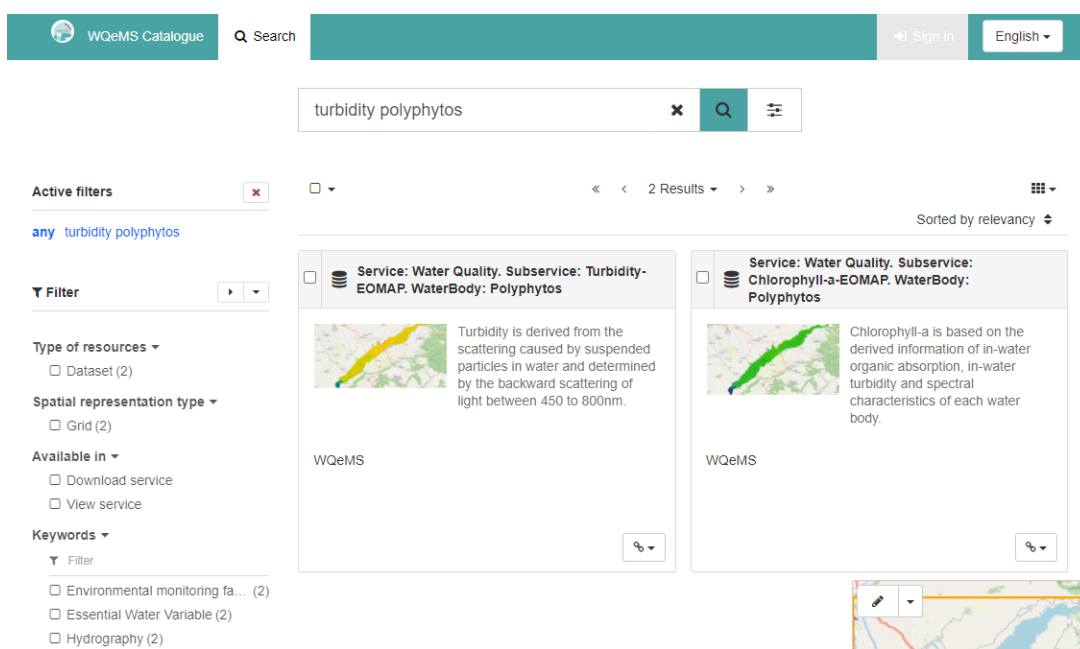 WQeMS Catalogue
Search
Sign in
English
turbidity polyphytos
Active filters
any turbidity polyphytos
Filter
Type of resources
Dataset (2)
Spatial representation type
Grid (2)
Available in
Download service
View service
Keywords
Filter
Environmental monitoring fa... (2)
Essential Water Variable (2)
Hydrography (2)
2 Results
Sorted by relevancy
Service: Water Quality. Subservice: Turbidity-
EOMAP. WaterBody: Polyphytos
Turbidity is derived from the
scattering caused by suspended
particles in water and determined
by the backward scattering of
light between 450 to 800nm.
WQeMS
Service: Water Quality. Subservice:
Chlorophyll-a-EOMAP. WaterBody:
Polyphytos
Chlorophyll-a is based on the
derived information of in-water
organic absorption, in-water
turbidity and spectral
characteristics of each water
body.
WQeMS